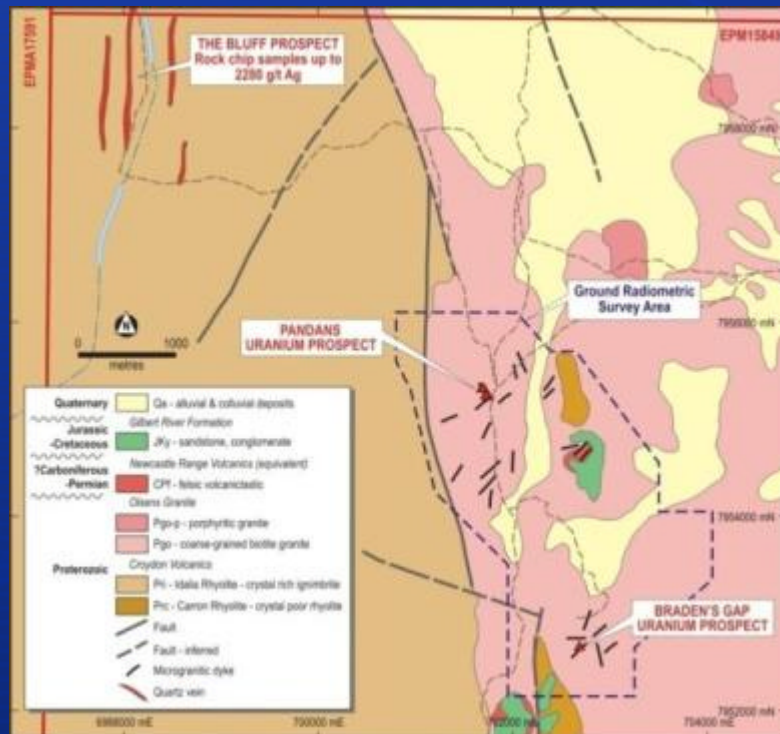 EPMA17591
THE BLUFF PROSPECT
Rock chip samples up to
2280 g/t Ag
EPM15849
7958000 mN
Ground Radiometric
Survey Area
7956000 mN
PANDANS
URANIUM PROSPECT
N
0 1000
metres
Quaternary
Qa - alluvial & colluvial deposits
Gilbert River Formation
Jurassic
-Cretaceous
JKy - sandstone, conglomerate
Newcastle Range Volcanics (equivalent)
?Carboniferous
-Permian
CPf - felsic volcaniclastic
Granite
Pgo-p - porphyritic granite
Pgo - coarse-grained biotite granite
Proterozoic
Croydon Volcanics
Pri - Idalia Rhyolite - crystal rich ignimbrite
Prc - Carron Rhyolite - crystal poor rhyolite
Fault
Fault - inferred
Microgranitic dyke
Quartz vein
7954000 mN
BRADEN'S GAP
URANIUM PROSPECT
7952000 mN
700000 mE
704000 mE